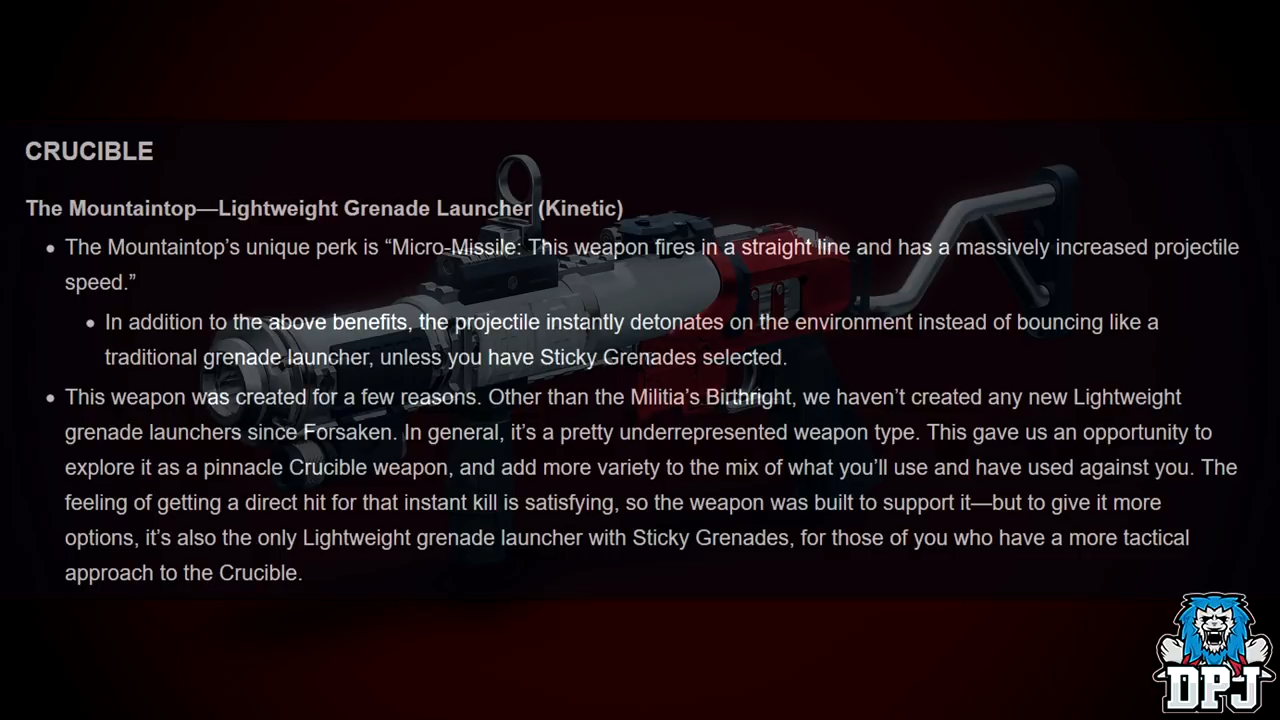 CRUCIBLE
The Mountaintop—Lightweight Grenade Launcher (Kinetic)
• The Mountaintop’s unique perk is “Micro-Missile: This weapon fires in a straight line and has a massively increased projectile
speed.”
• In addition to the above benefits, the projectile instantly detonates on the environment instead of bouncing like a
traditional grenade launcher, unless you have Sticky Grenades selected.
• This weapon was created for a few reasons. Other than the Militia’s Birthright, we haven’t created any new Lightweight
grenade launchers since Forsaken. In general, it’s a pretty underrepresented weapon type. This gave us an opportunity to
explore it as a pinnacle Crucible weapon, and add more variety to the mix of what you’ll use and have used against you. The
feeling of getting a direct hit for that instant kill is satisfying, so the weapon was built to support it—but to give it more
options, it’s also the only Lightweight grenade launcher with Sticky Grenades, for those of you who have a more tactical
approach to the Crucible.
DPJ